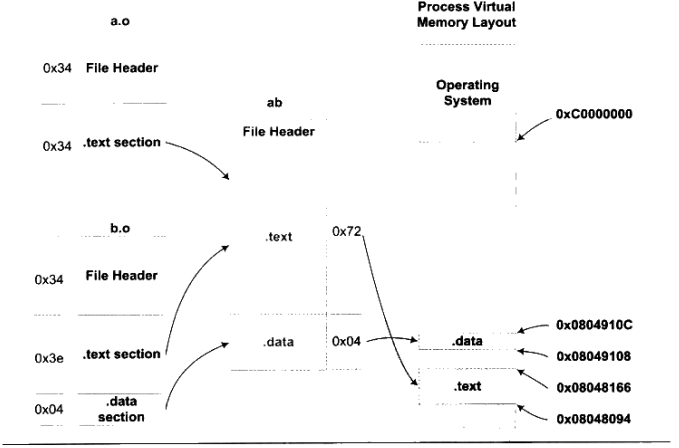 a.o
0x34 File Header
0x34 .text section
b.o
0x34 File Header
0x3e .text section
0x04 .data
section
ab
File Header
.text 0x72
.data 0x04
Process Virtual
Memory Layout
Operating
System
0xC0000000
0x0804910C
.data
0x08049108
0x08048166
.text
0x08048094